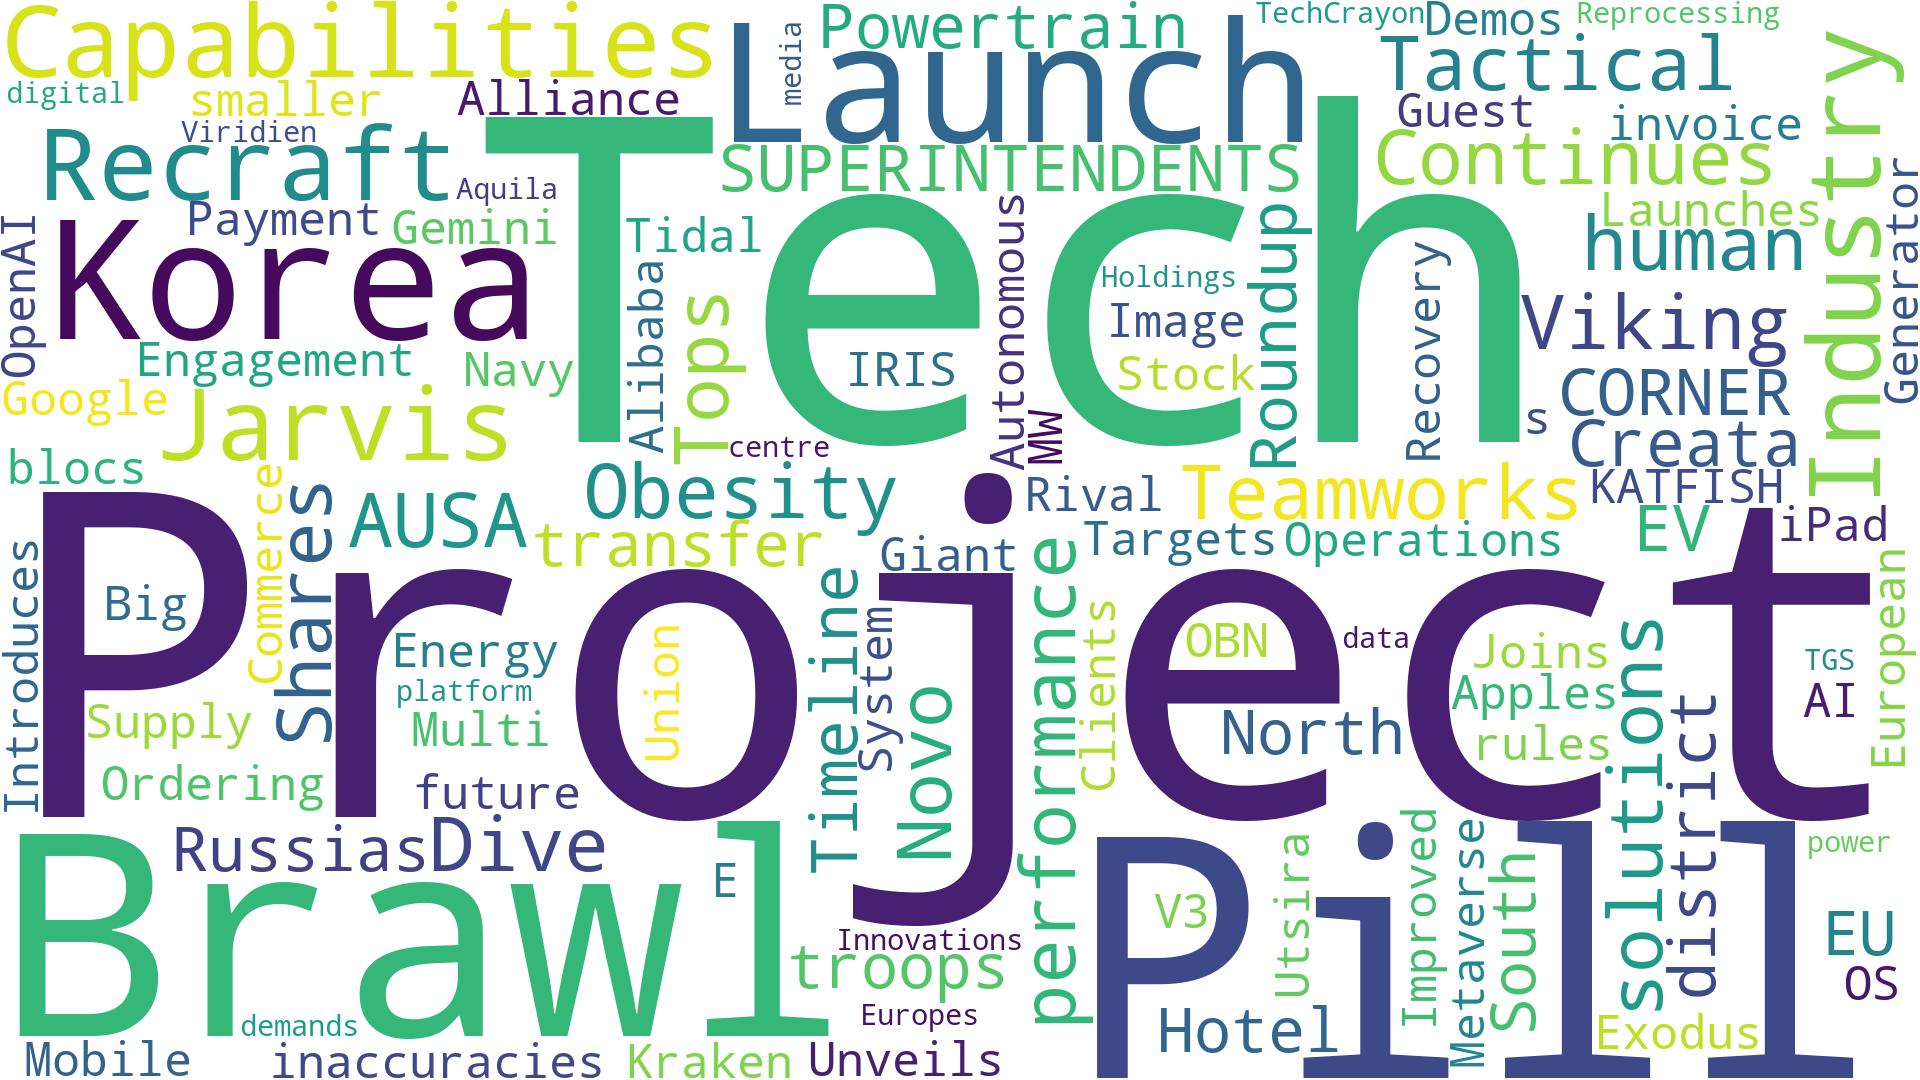 Capabilities
Launch
Powertrain
TechCrayon
Demos
Reprocessing
media
digital
smaller
Alliance
Tactical
Industry
Viridien
Recraft
Tech
SUPERINTENDENTS
Guest
invoice
Continues
Aquila
Payment
Gemini
Korea
Tidal
Autonomous
Roundup
Launches
human
Generator
OpenAI
Alibaba
Holdings
Recovery
Image
Viking
Engagement
Navy
Tops
IRIS
Stock
Google
Jarvis
CORNER
s
MW
Creata
centre
blocs
Commerce
Shares
Obesity
Rival
Teamworks
KATFISH
AUSA
transfer
Giant
Targets
Operations
EV
iPad
Project
Introduces
Big
Timeline
performance
European
Energy
Union
System
Clients
OBN
data
Joins
solutions
TGS
platform
Novo
Apples
AI
Supply
Multi
North
rules
district
Ordering
future
Russias
Dive
Brawl
E
Pill
Utsira
Improved
Metaverse
South
power
V3
EU
Innovations
troops
OS
demands
Europes
Hotel
Exodus
Mobile
inaccuracies
Kraken
Unveils